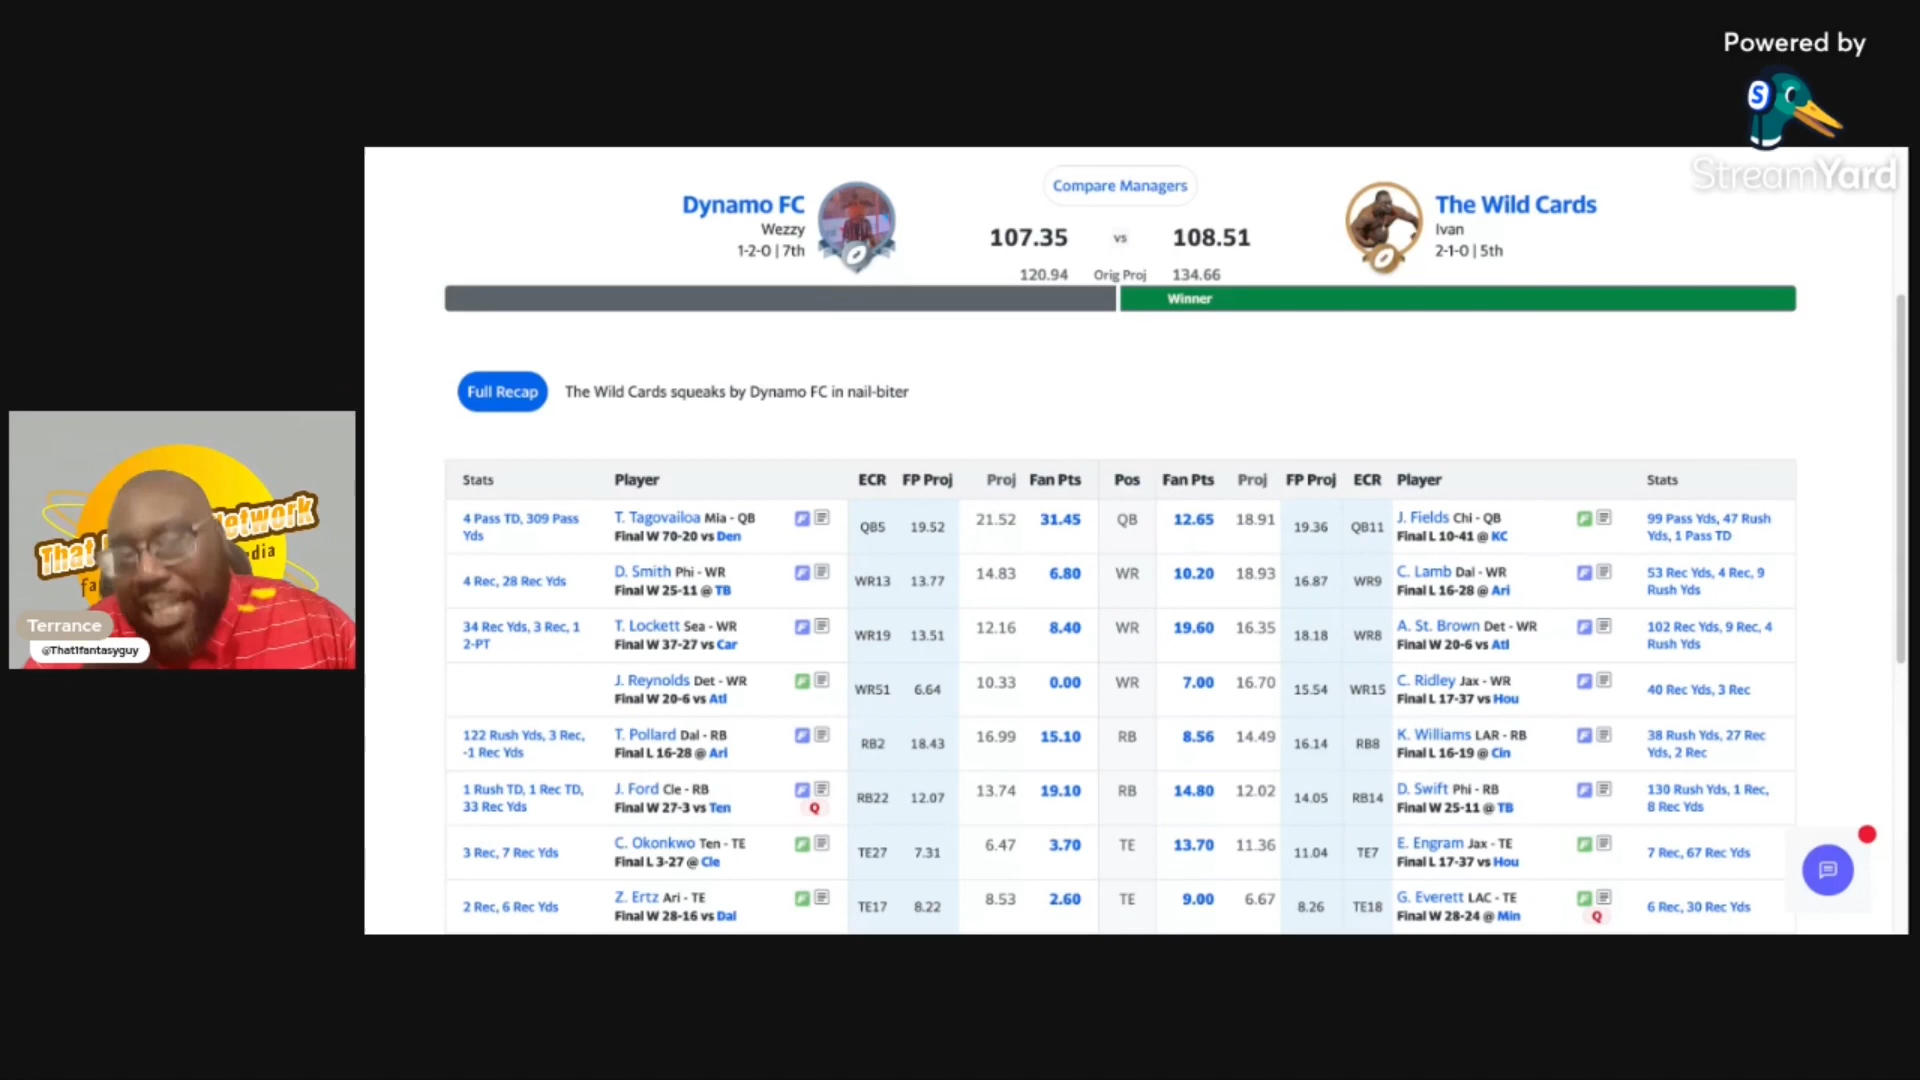 Powered by
S
StreamYard
Compare Managers
Dynamo FC
Wezzy
1-2-0 | 7th
107.35 vs 108.51
120.94 Orig Proj 134.66
The Wild Cards
Ivan
2-1-0 | 5th
Winner
Full Recap The Wild Cards squeaks by Dynamo FC in nail-biter
Stats Player ECR FP Proj Proj Fan Pts Pos Fan Pts Proj FP Proj ECR Player Stats
4 Pass TD, 309 Pass T. Tagovailoa Mia - QB QB5 19.52 21.52 31.45 QB 12.65 18.91 19.36 QB11 J. Fields Chi - QB 99 Pass Yds, 47 Rush
Yds Final W 70-20 vs Den Final L 10-41 @ KC Yds, 1 Pass TD
4 Rec, 28 Rec Yds D. Smith Phi - WR WR13 13.77 14.83 6.80 WR 10.20 18.93 16.87 WR9 C. Lamb Dal - WR 53 Rec Yds, 4 Rec, 9
Final W 25-11 @ TB Final L 16-28 @ Ari Rush Yds
34 Rec Yds, 3 Rec, 1 T. Lockett Sea - WR WR19 13.51 12.16 8.40 WR 19.60 16.35 18.18 WR8 A. St. Brown Det - WR 102 Rec Yds, 9 Rec, 4
2-PT Final W 37-27 vs Car Final W 20-6 vs Atl Rush Yds
J. Reynolds Det - WR WR51 6.64 10.33 0.00 WR 7.00 16.70 15.54 WR15 C. Ridley Jax - WR 40 Rec Yds, 3 Rec
Final W 20-6 vs Atl Final L 17-37 vs Hou
122 Rush Yds, 3 Rec, T. Pollard Dal - RB RB2 18.43 16.99 15.10 RB 8.56 14.49 16.14 RB8 K. Williams LAR - RB 38 Rush Yds, 27 Rec
-1 Rec Yds Final L 16-28 @ Ari Final L 16-19 @ Cin Yds, 2 Rec
1 Rush TD, 1 Rec TD, J. Ford Cle - RB RB22 12.07 13.74 19.10 RB 14.80 12.02 14.05 RB14 D. Swift Phi - RB 130 Rush Yds, 1 Rec,
33 Rec Yds Final W 27-3 vs Ten Q Final W 25-11 @ TB 8 Rec Yds
3 Rec, 7 Rec Yds C. Okonkwo Ten - TE TE27 7.31 6.47 3.70 TE 13.70 11.36 11.04 TE7 E. Engram Jax - TE 7 Rec, 67 Rec Yds
Final L 3-27 @ Cle Final L 17-37 vs Hou
2 Rec, 6 Rec Yds Z. Ertz Ari - TE TE17 8.22 8.53 2.60 TE 9.00 6.67 8.26 TE18 G. Everett LAC - TE 6 Rec, 30 Rec Yds
Final W 28-16 vs Dal Final W 28-24 @ Min Q
That
Terrance
@That1fantasyguy